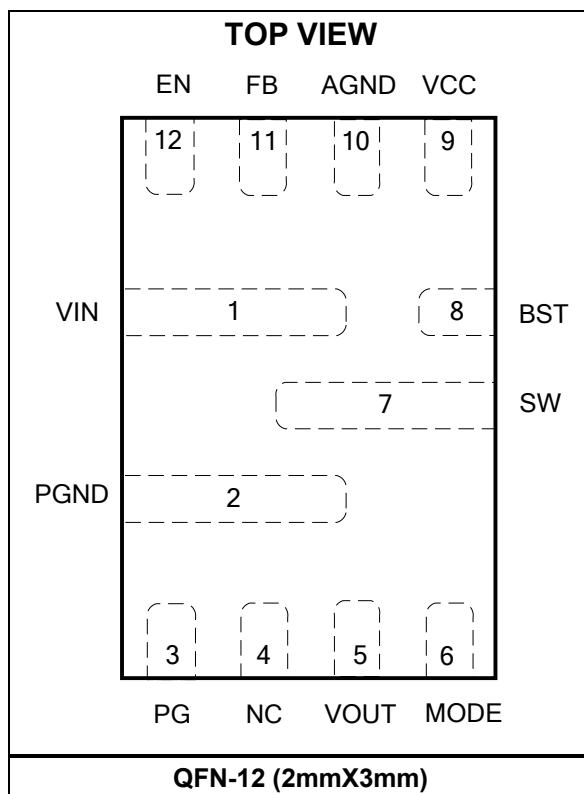 TOP VIEW
EN FB AGND VCC
12 11 10 9
VIN 1 8 BST
7 SW
PGND 2
3 4 5 6
PG NC VOUT MODE
QFN-12 (2mmX3mm)